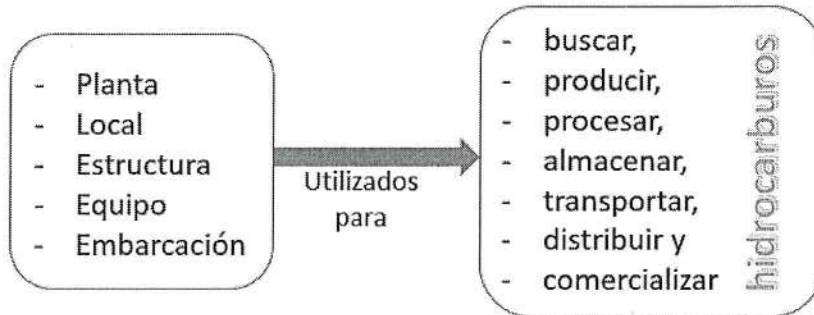 - Planta
- Local
- Estructura
- Equipo
- Embarcación
Utilizados
para
- buscar,
- producir,
- procesar,
- almacenar,
- transportar,
- distribuir y
- comercializar
hidrocarburos